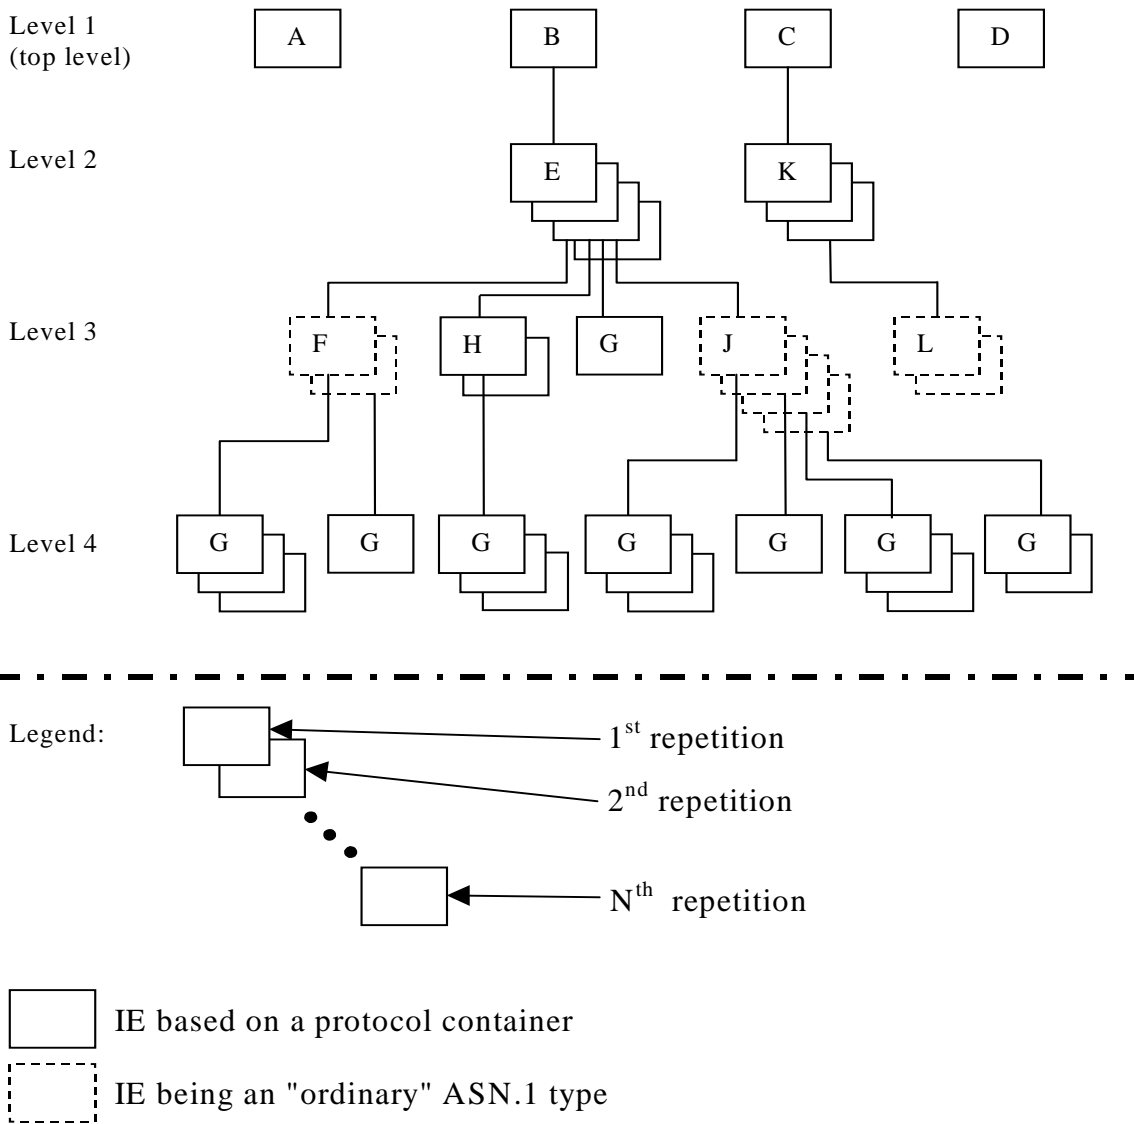 Level 1
(top level)
A B C D
Level 2
E K
Level 3
F H G J L
Level 4
G G G G G G G
Legend:
1st repetition
2nd repetition
Nth repetition
IE based on a protocol container
IE being an "ordinary" ASN.1 type